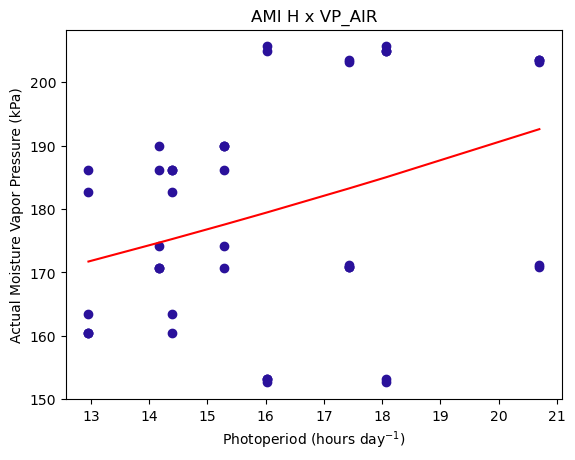 AMI H x VP_AIR
Actual Moisture Vapor Pressure (kPa)
200
190
180
170
160
150
13 14 15 16 17 18 19 20 21
Photoperiod (hours day⁻¹)